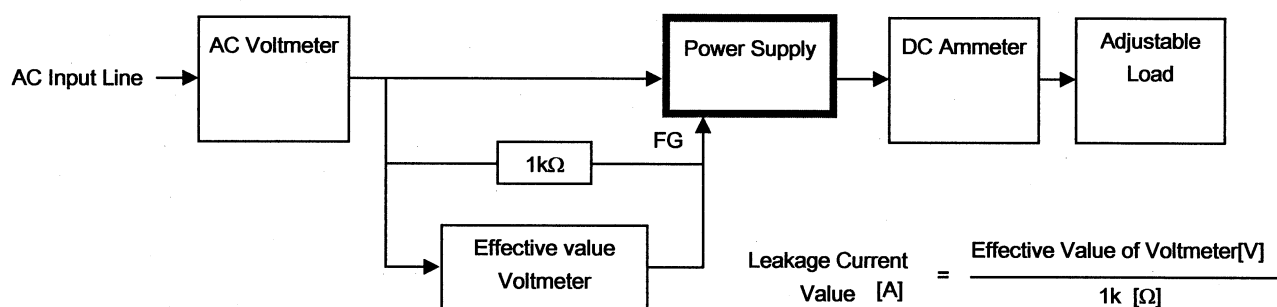 AC Input Line
AC Voltmeter
Power Supply
DC Ammeter
Adjustable
Load
FG
1kΩ
Effective value
Voltmeter
Leakage Current
Value [A]
=
Effective Value of Voltmeter[V]
1k [Ω]